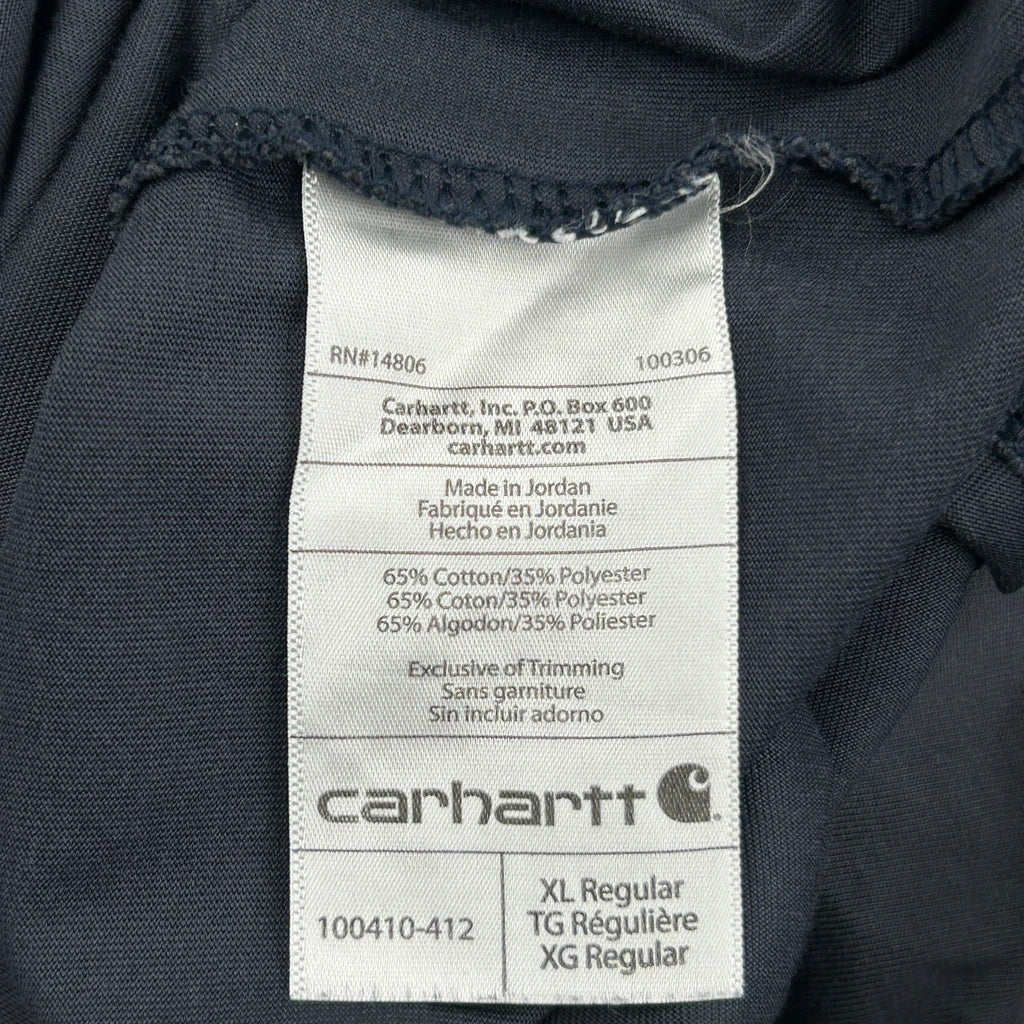 RN#14806 100306
Carhartt, Inc. P.O. Box 600
Dearborn, MI 48121 USA
carhartt.com
Made in Jordan
Fabriqué en Jordanie
Hecho en Jordania
65% Cotton/35% Polyester
65% Coton/35% Polyester
65% Algodon/35% Poliester
Exclusive of Trimming
Sans garniture
Sin incluir adorno
carhartt
100410-412
XL Regular
TG Régulière
XG Regular